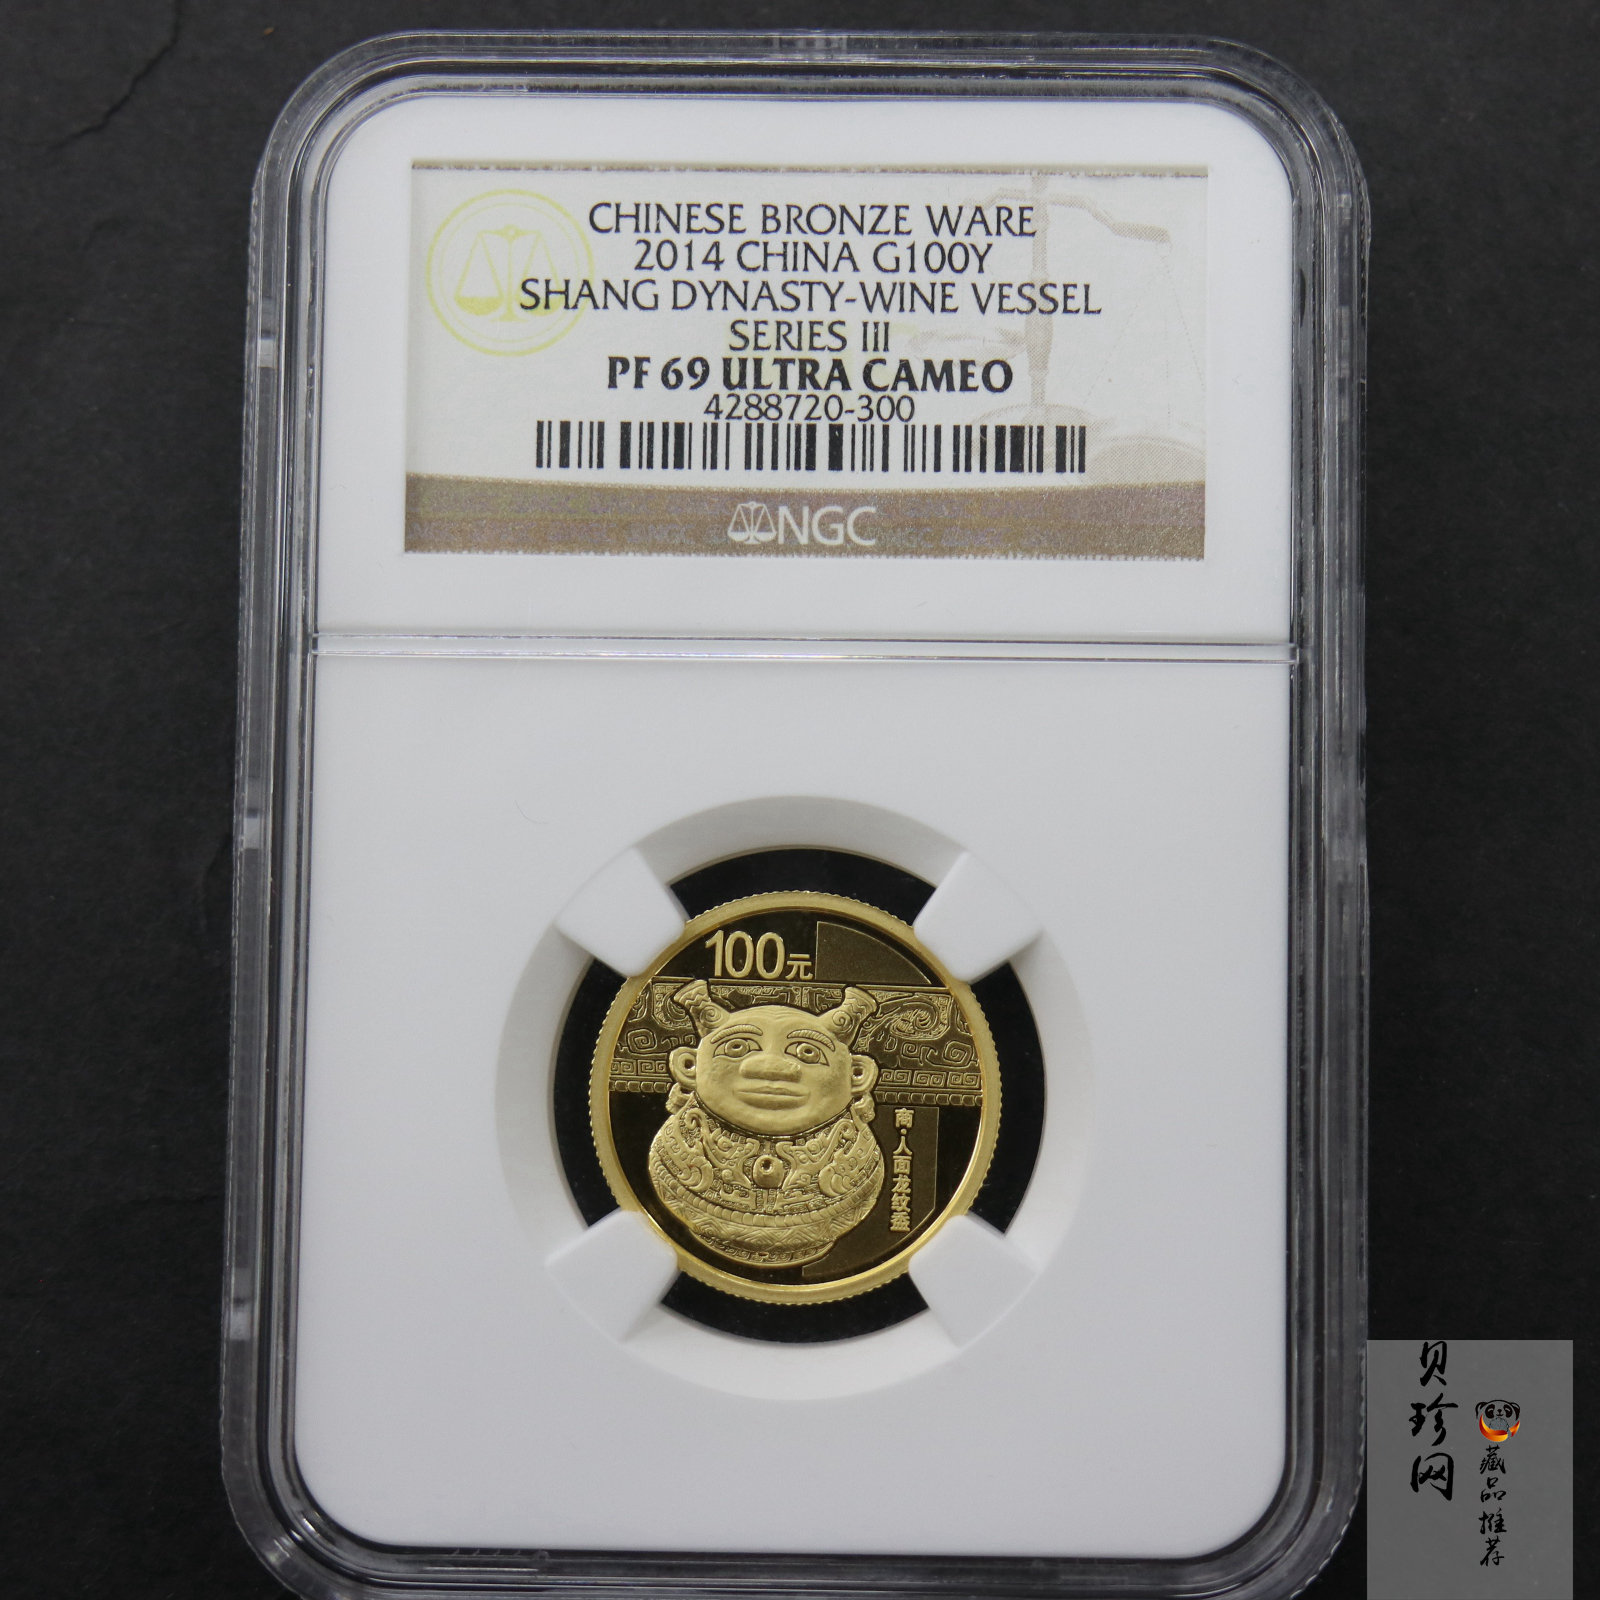 CHINESE BRONZE WARE
2014 CHINA G100Y
SHANG DYNASTY-WINE VESSEL
SERIES III
PF 69 ULTRA CAMEO
4288720-300
NGC
100元
商·人面龙纹盉
贝珍网
藏品推荐